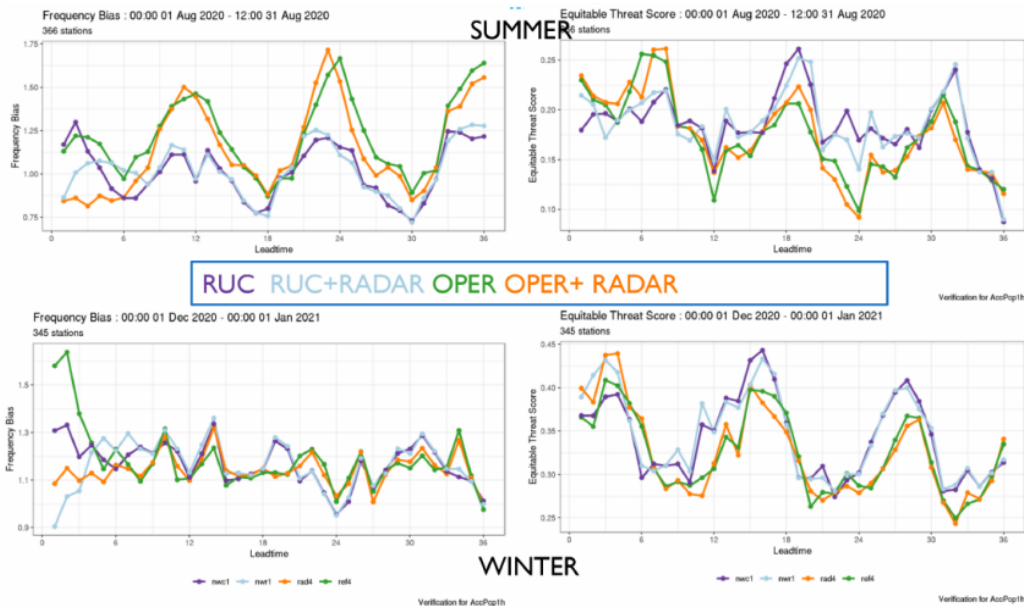 SUMMER
Frequency Bias : 00:00 01 Aug 2020 - 12:00 31 Aug 2020
366 stations
1.75
1.50
1.25
1.00
0.75
Frequency Bias
0 6 12 18 24 30 36
Leadtime
Equitable Threat Score : 00:00 01 Aug 2020 - 12:00 31 Aug 2020
stations
0.25
0.20
0.15
0.10
Equitable Threat Score
0 6 12 18 24 30 36
Leadtime
RUC RUC+RADAR OPER OPER+ RADAR
Verification for AccPcp1h
Frequency Bias : 00:00 01 Dec 2020 - 00:00 01 Jan 2021
345 stations
1.5
1.3
1.1
0.9
Frequency Bias
0 6 12 18 24 30 36
Leadtime
nwc1 nwr1 rad4 ref4
Verification for AccPcp1h
Equitable Threat Score : 00:00 01 Dec 2020 - 00:00 01 Jan 2021
345 stations
0.45
0.40
0.35
0.30
0.25
Equitable Threat Score
0 6 12 18 24 30 36
Leadtime
nwc1 nwr1 rad4 ref4
Verification for AccPcp1h
WINTER